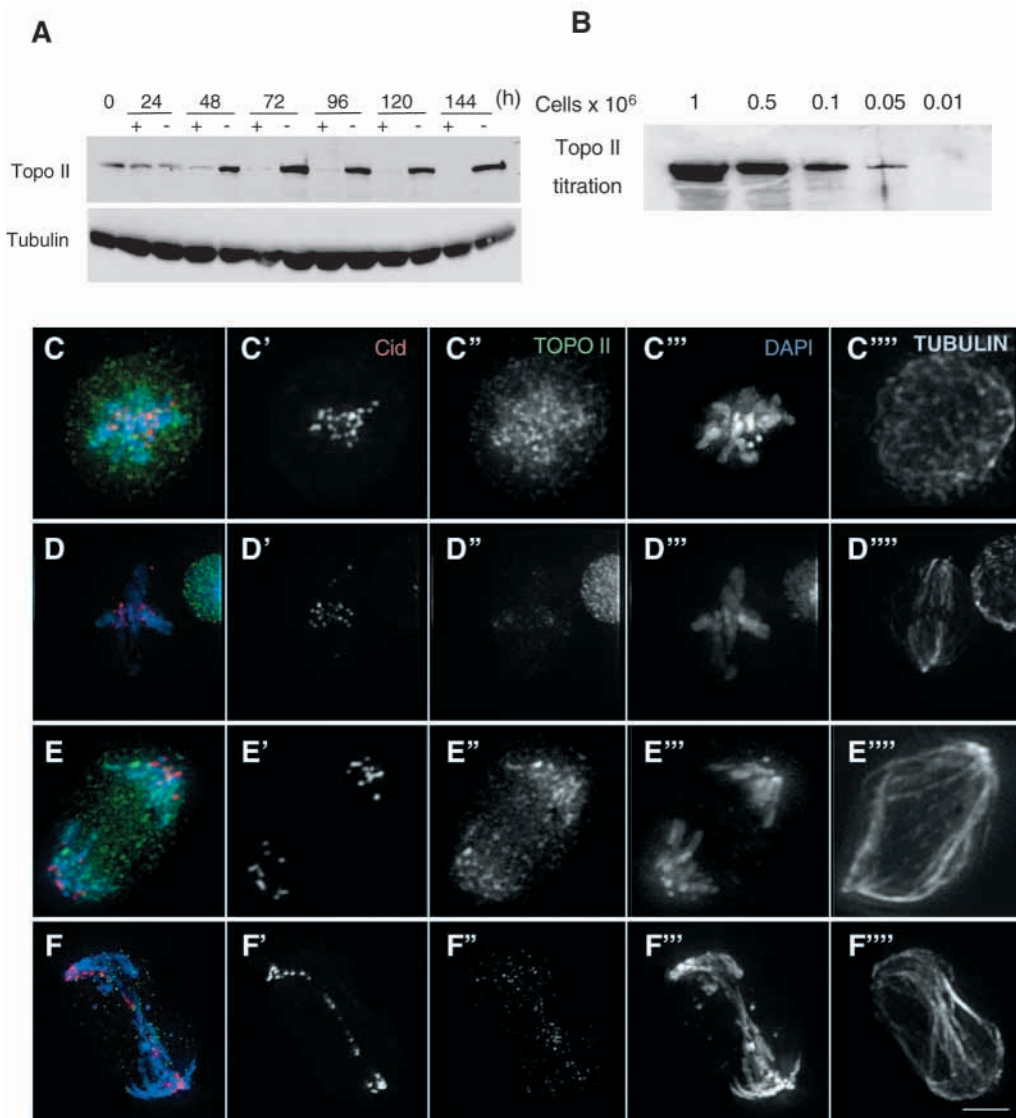 A
B
0 24 48 72 96 120 144 (h)
+ - + - + - + - + - + -
Topo II
Tubulin
Cells x 10⁶ 1 0.5 0.1 0.05 0.01
Topo II
titration
C C' Cid C'' TOPO II C''' DAPI C'''' TUBULIN
D D' D'' D''' D''''
E E' E'' E''' E''''
F F' F'' F''' F''''